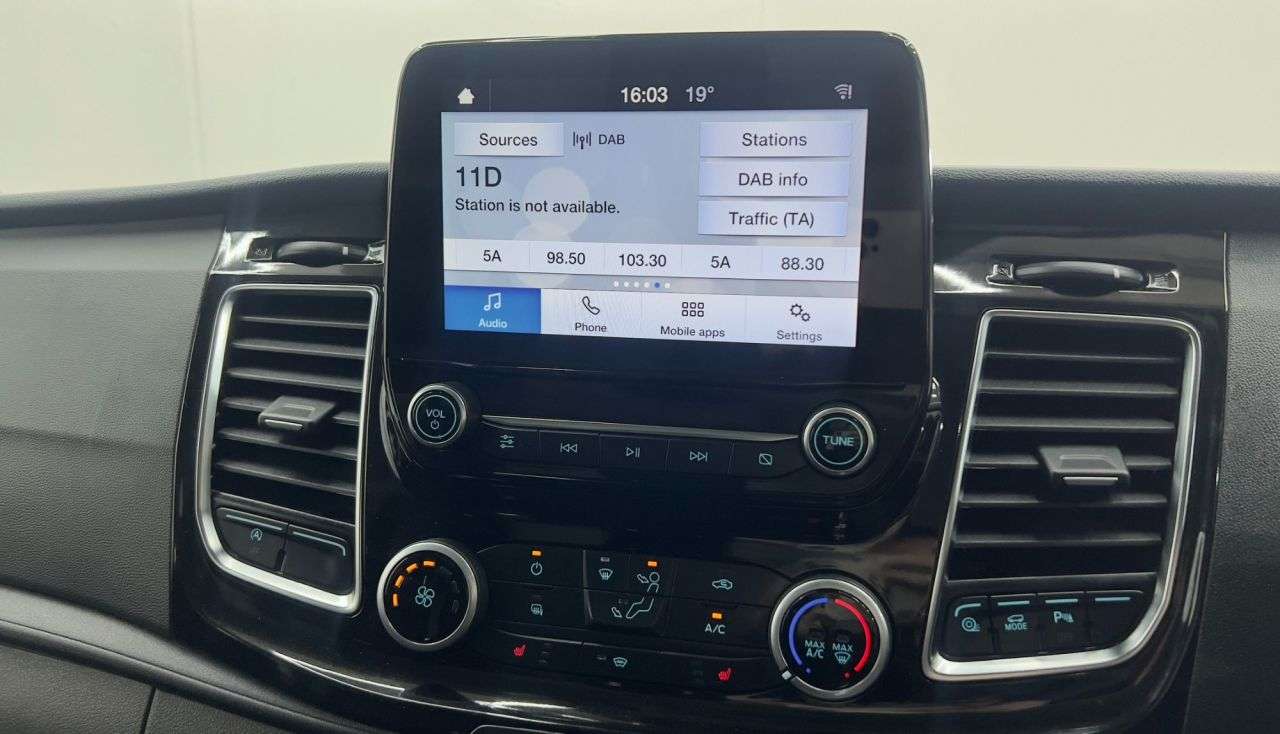 16:03 19°
Sources DAB Stations
11D DAB info
Station is not available.
Traffic (TA)
5A 98.50 103.30 5A 88.30
Audio Phone Mobile apps Settings
VOL
TUNE
A
MODE
P
A/C
MAX A/C
MAX